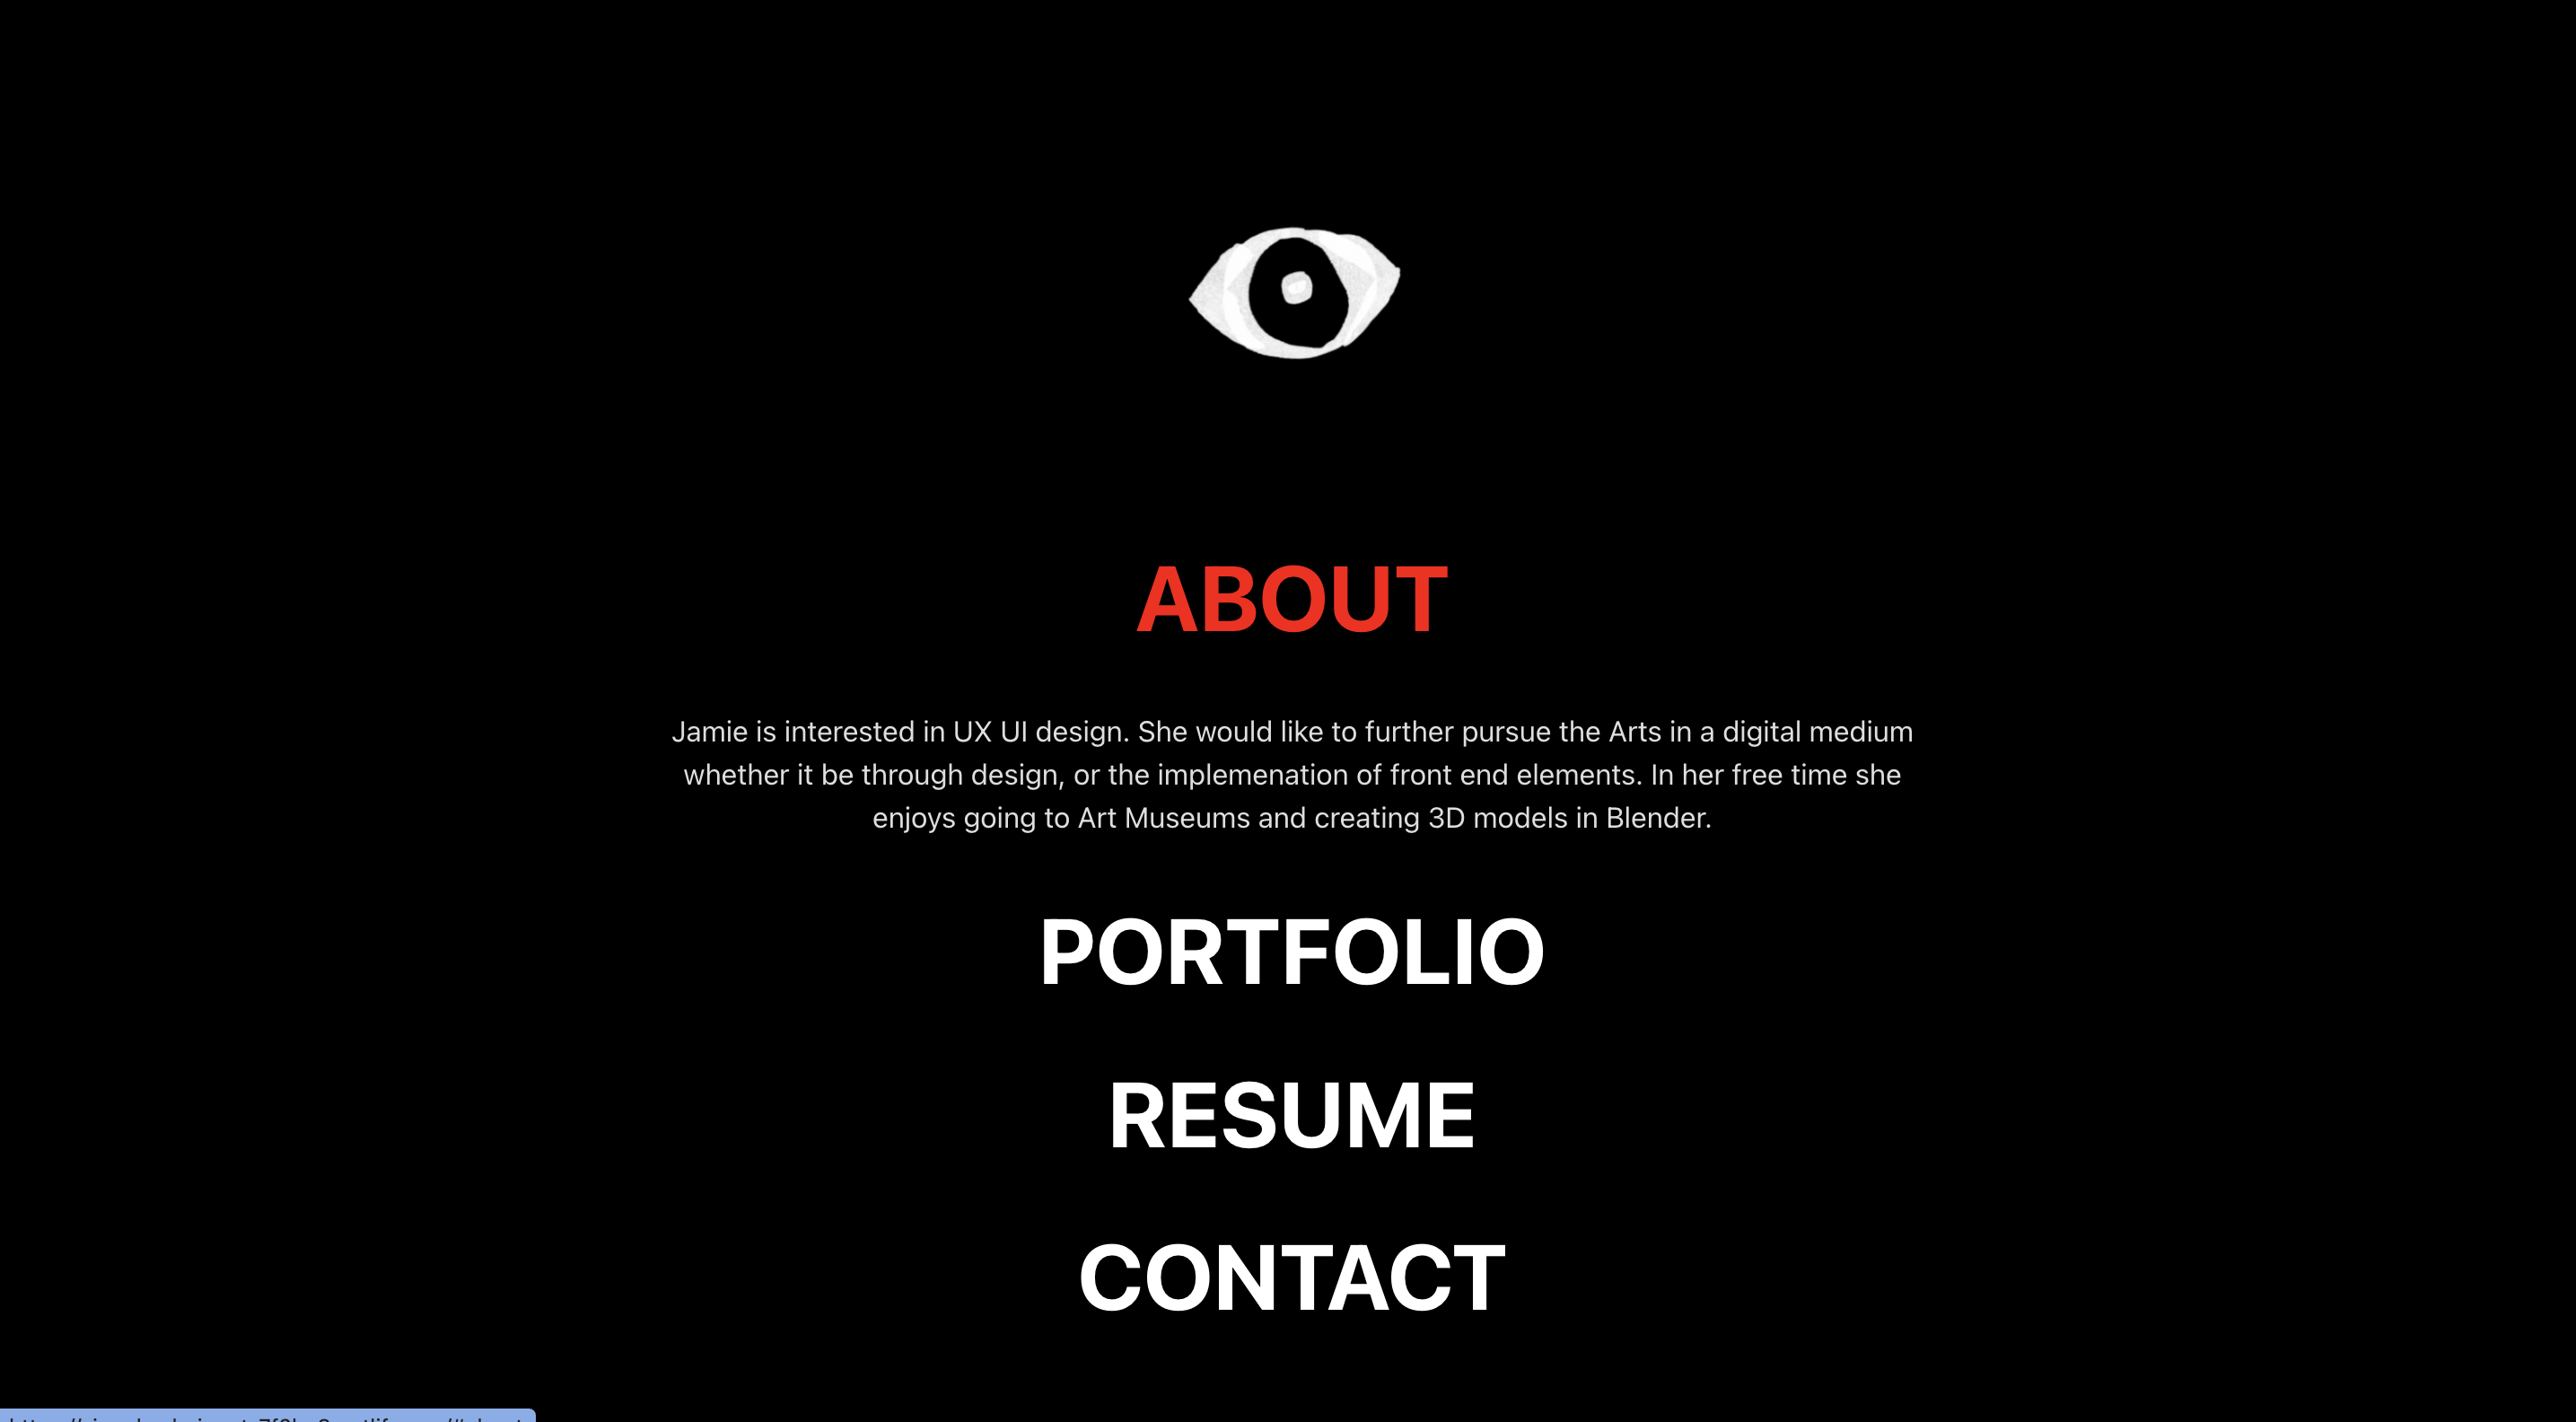 ABOUT
Jamie is interested in UX UI design. She would like to further pursue the Arts in a digital medium
whether it be through design, or the implemenation of front end elements. In her free time she
enjoys going to Art Museums and creating 3D models in Blender.
PORTFOLIO
RESUME
CONTACT